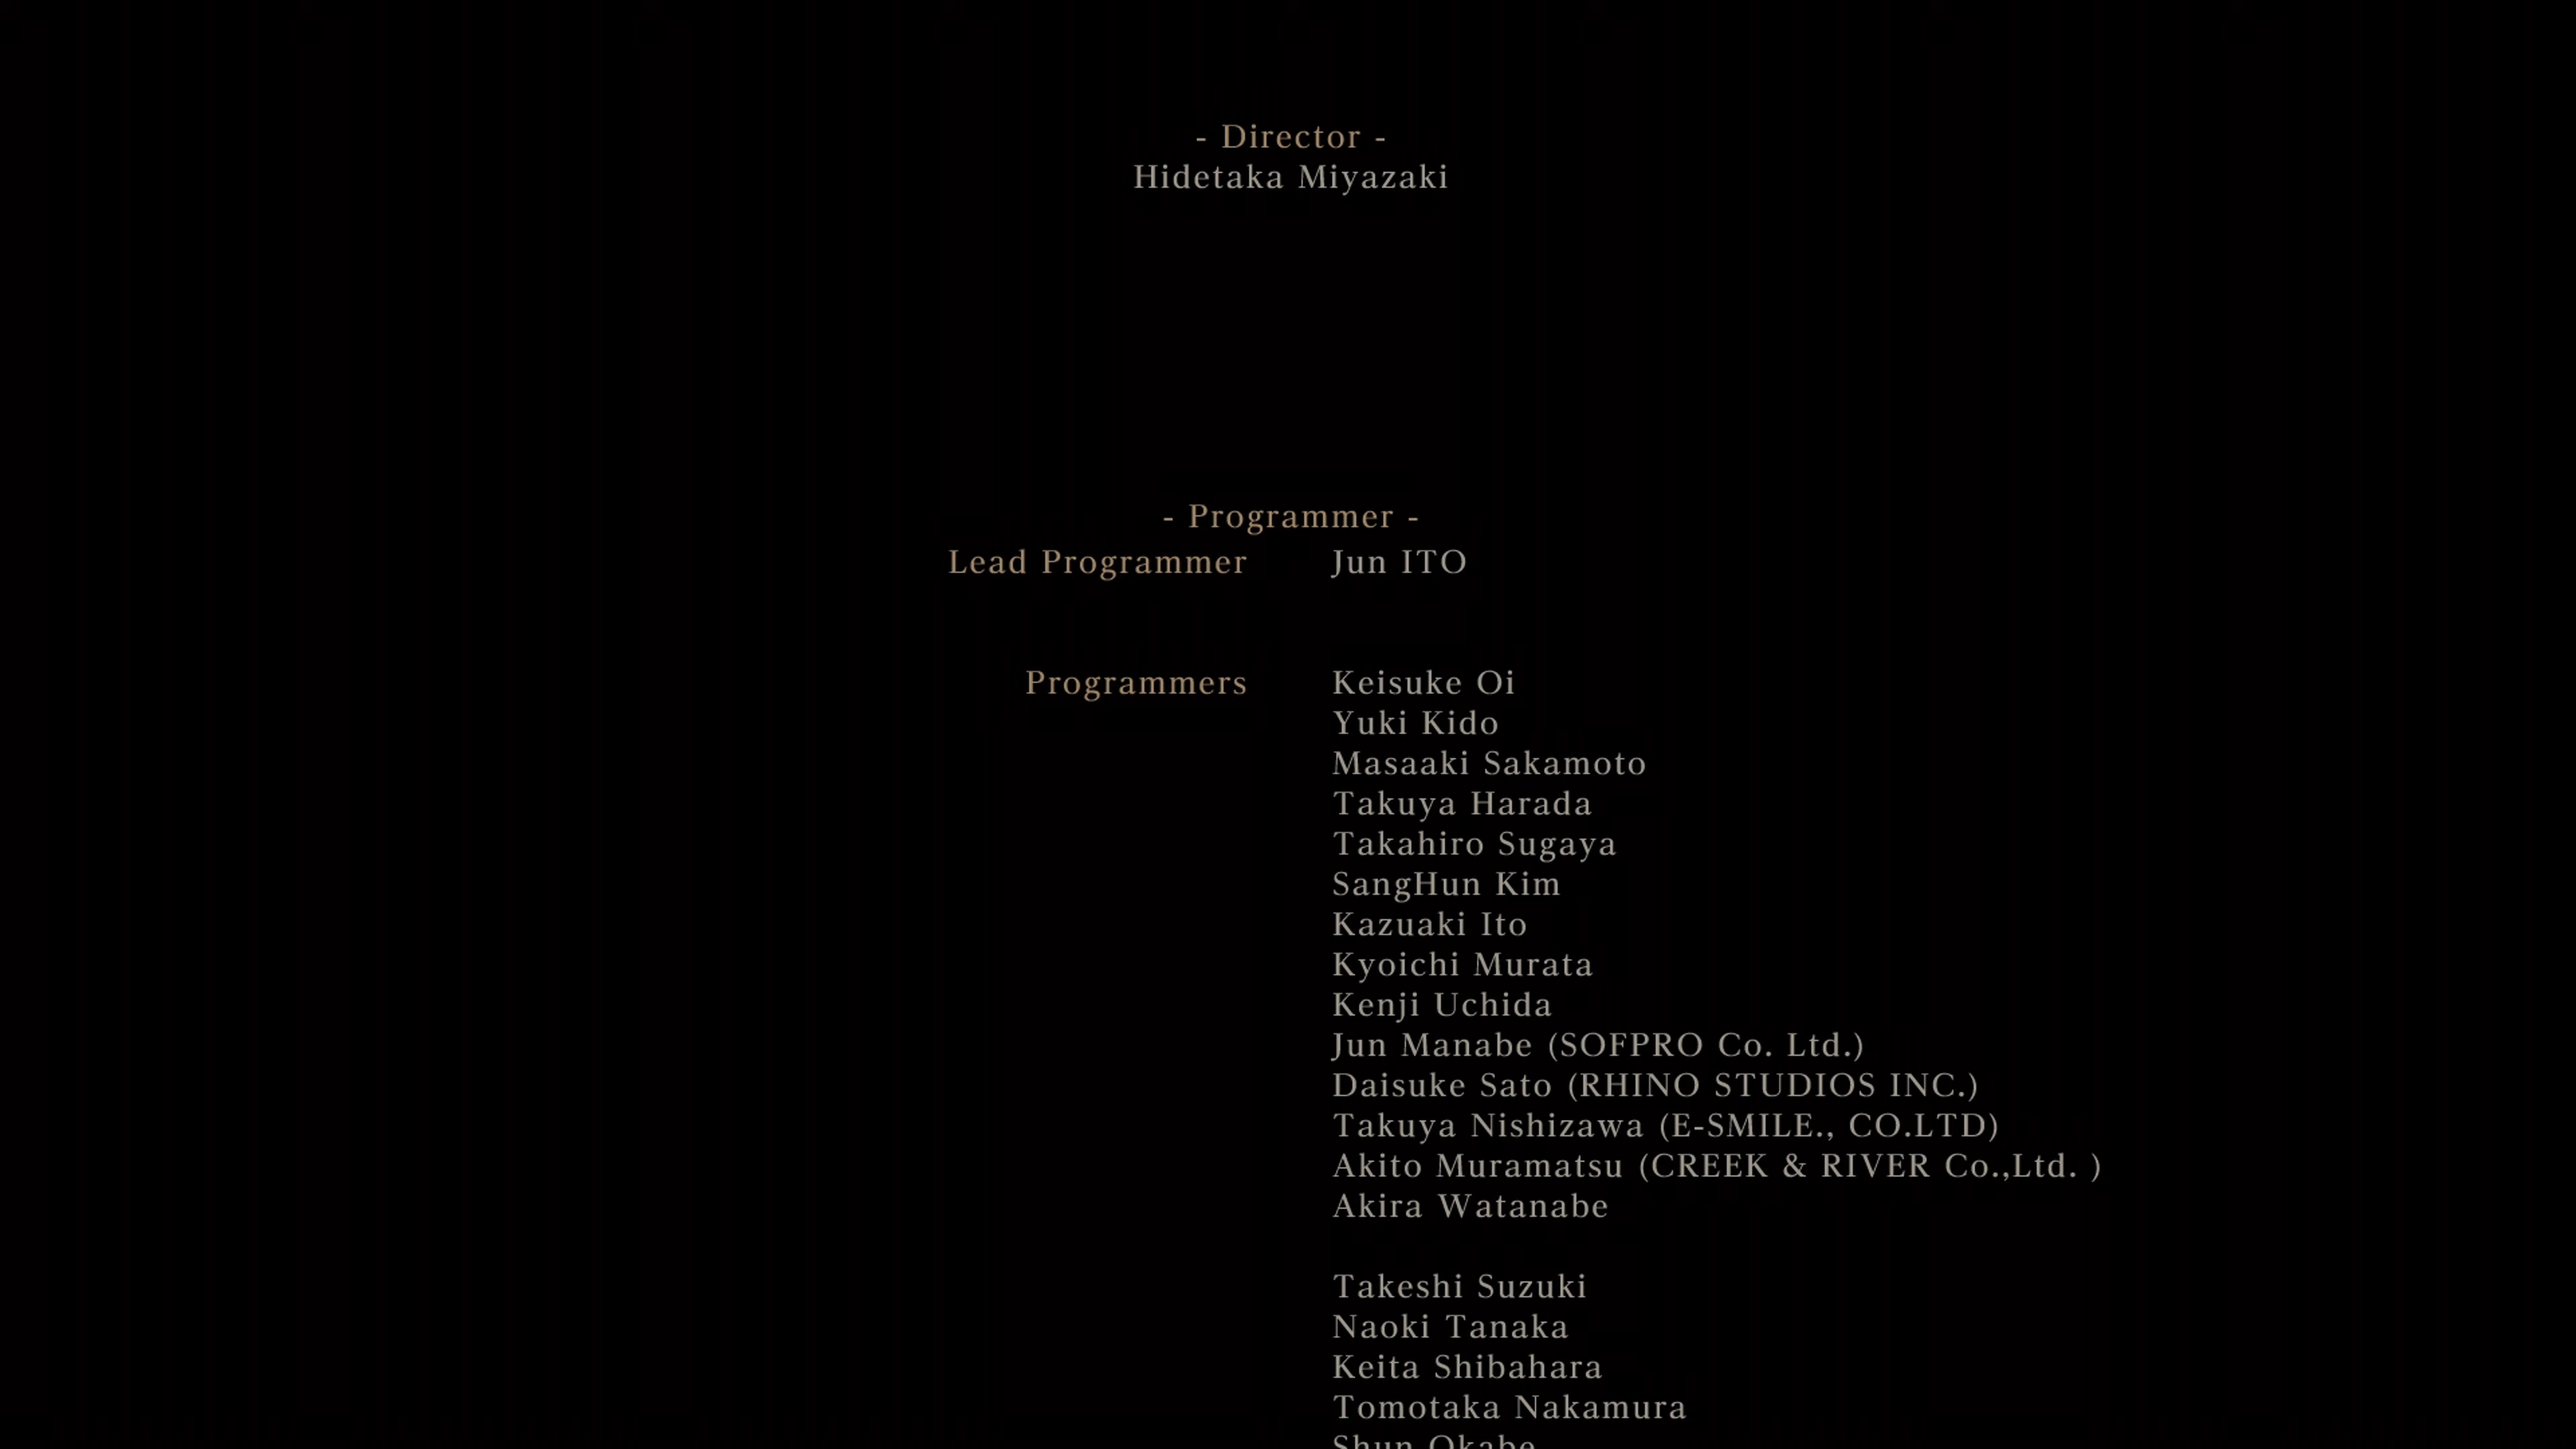 - Director -
Hidetaka Miyazaki
- Programmer -
Lead Programmer Jun ITO
Programmers Keisuke Oi
Yuki Kido
Masaaki Sakamoto
Takuya Harada
Takahiro Sugaya
SangHun Kim
Kazuaki Ito
Kyoichi Murata
Kenji Uchida
Jun Manabe (SOFPRO Co. Ltd.)
Daisuke Sato (RHINO STUDIOS INC.)
Takuya Nishizawa (E-SMILE., CO.LTD)
Akito Muramatsu (CREEK & RIVER Co.,Ltd. )
Akira Watanabe
Takeshi Suzuki
Naoki Tanaka
Keita Shibahara
Tomotaka Nakamura
Shun Okabe